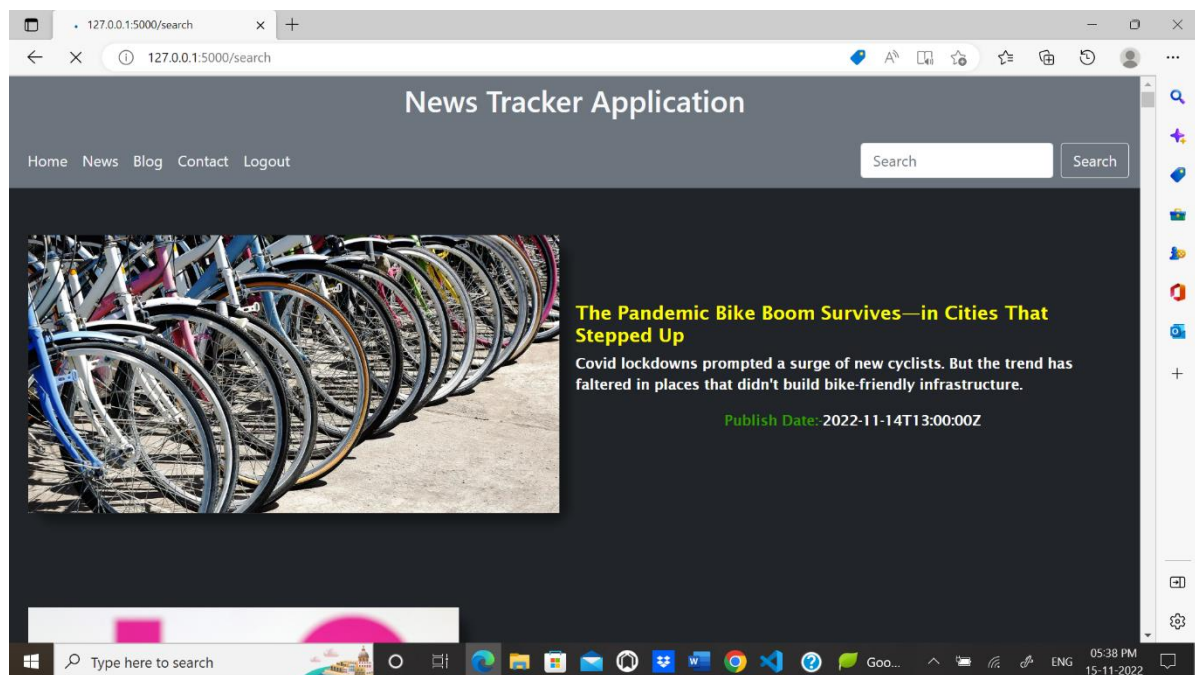 127.0.0.1:5000/search
127.0.0.1:5000/search
News Tracker Application
Home News Blog Contact Logout
Search
Search
The Pandemic Bike Boom Survives—in Cities That
Stepped Up
Covid lockdowns prompted a surge of new cyclists. But the trend has
faltered in places that didn't build bike-friendly infrastructure.
Publish Date:-2022-11-14T13:00:00Z
Type here to search
Goo...
ENG
05:38 PM
15-11-2022